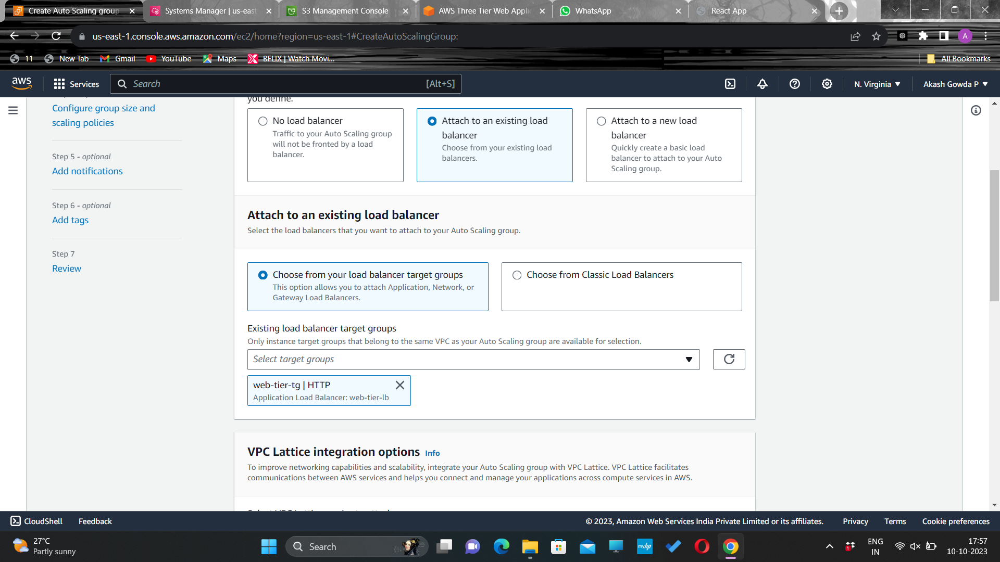 Create Auto Scaling group
Systems Manager | us-east
S3 Management Console
AWS Three Tier Web Applic
WhatsApp
React App
us-east-1.console.aws.amazon.com/ec2/home?region=us-east-1#CreateAutoScalingGroup:
A
11
New Tab
Gmail
YouTube
Maps
BFLIX | Watch Movi...
All Bookmarks
aws
Services
Search
[Alt+S]
N. Virginia
Akash Gowda P
Configure group size and
scaling policies
Step 5 - optional
Add notifications
Step 6 - optional
Add tags
Step 7
Review
you define.
No load balancer
Traffic to your Auto Scaling group
will not be fronted by a load
balancer.
Attach to an existing load
balancer
Choose from your existing load
balancers.
Attach to a new load
balancer
Quickly create a basic load
balancer to attach to your Auto
Scaling group.
Attach to an existing load balancer
Select the load balancers that you want to attach to your Auto Scaling group.
Choose from your load balancer target groups
This option allows you to attach Application, Network, or
Gateway Load Balancers.
Choose from Classic Load Balancers
Existing load balancer target groups
Only instance target groups that belong to the same VPC as your Auto Scaling group are available for selection.
Select target groups
web-tier-tg | HTTP
Application Load Balancer: web-tier-lb
VPC Lattice integration options Info
To improve networking capabilities and scalability, integrate your Auto Scaling group with VPC Lattice. VPC Lattice facilitates
communications between AWS services and helps you connect and manage your applications across compute services in AWS.
CloudShell
Feedback
© 2023, Amazon Web Services India Private Limited or its affiliates.
Privacy
Terms
Cookie preferences
27°C
Partly sunny
Search
myhp
1
ENG
IN
17:57
10-10-2023